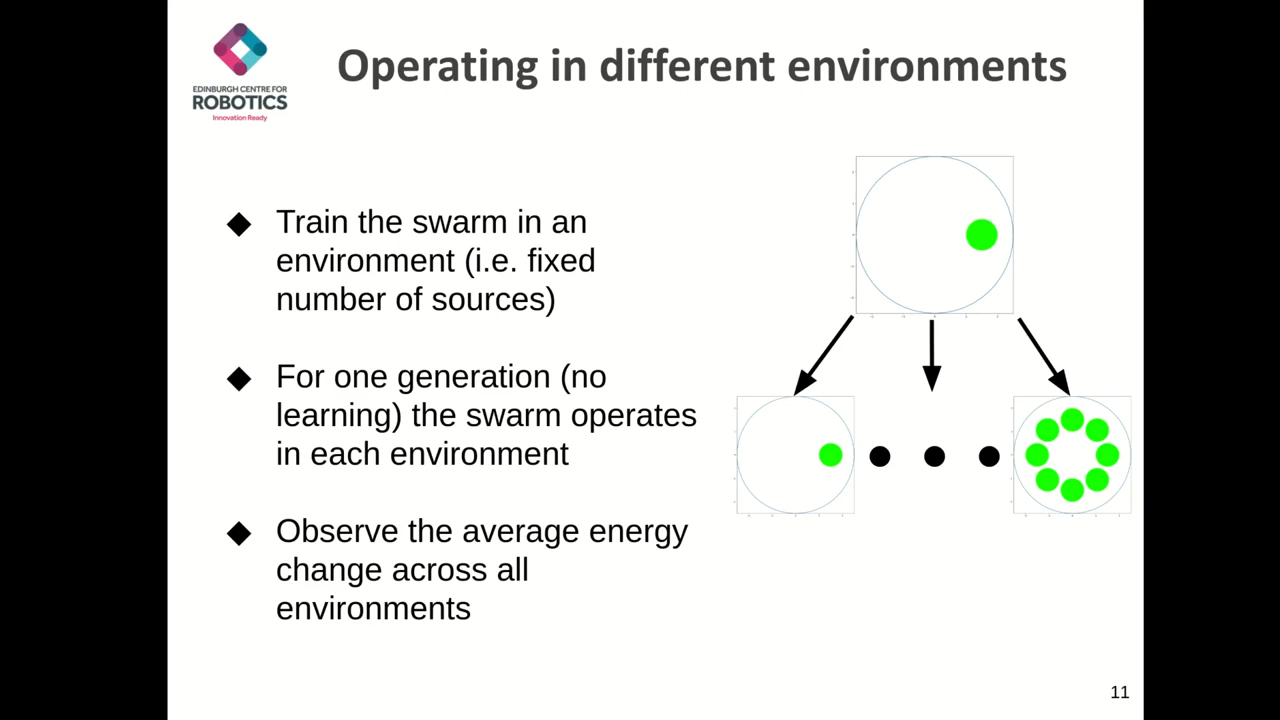 EDINBURGH CENTRE FOR
ROBOTICS
Innovation Ready
Operating in different environments
◆ Train the swarm in an
environment (i.e. fixed
number of sources)
◆ For one generation (no
learning) the swarm operates
in each environment
◆ Observe the average energy
change across all
environments
11